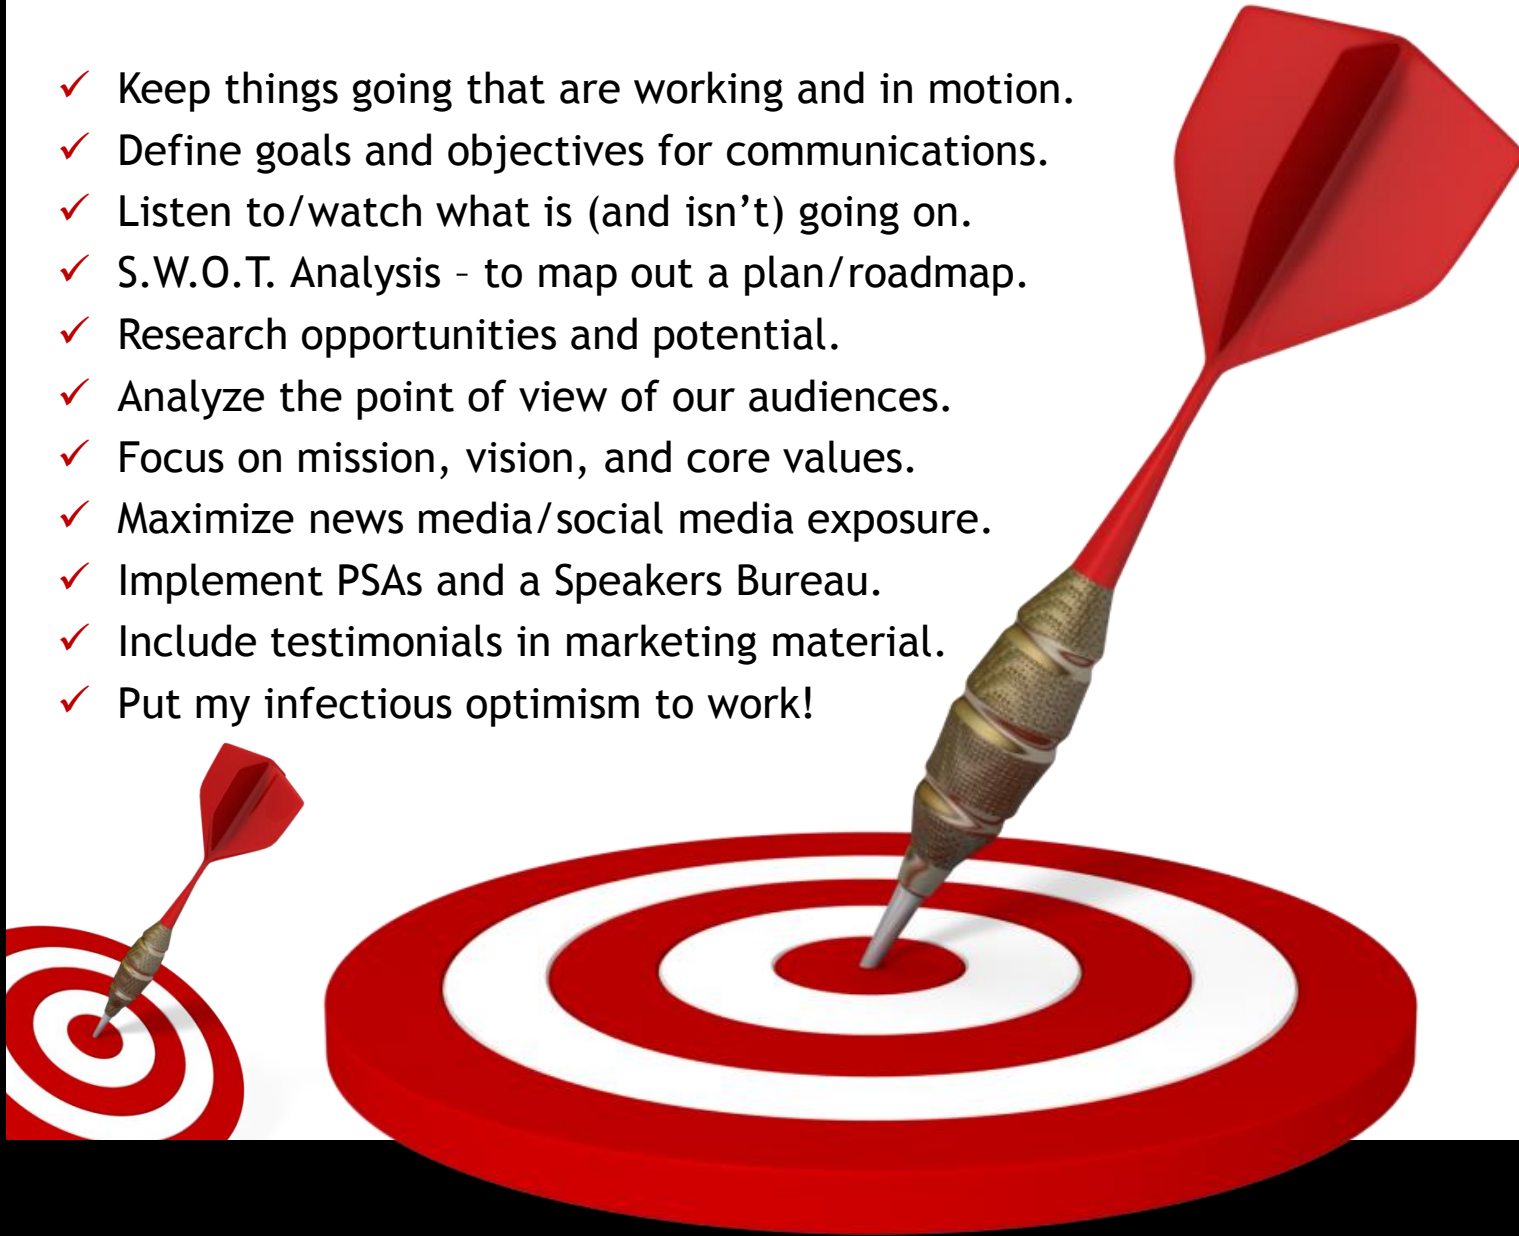 ✓ Keep things going that are working and in motion.
✓ Define goals and objectives for communications.
✓ Listen to/watch what is (and isn’t) going on.
✓ S.W.O.T. Analysis – to map out a plan/roadmap.
✓ Research opportunities and potential.
✓ Analyze the point of view of our audiences.
✓ Focus on mission, vision, and core values.
✓ Maximize news media/social media exposure.
✓ Implement PSAs and a Speakers Bureau.
✓ Include testimonials in marketing material.
✓ Put my infectious optimism to work!